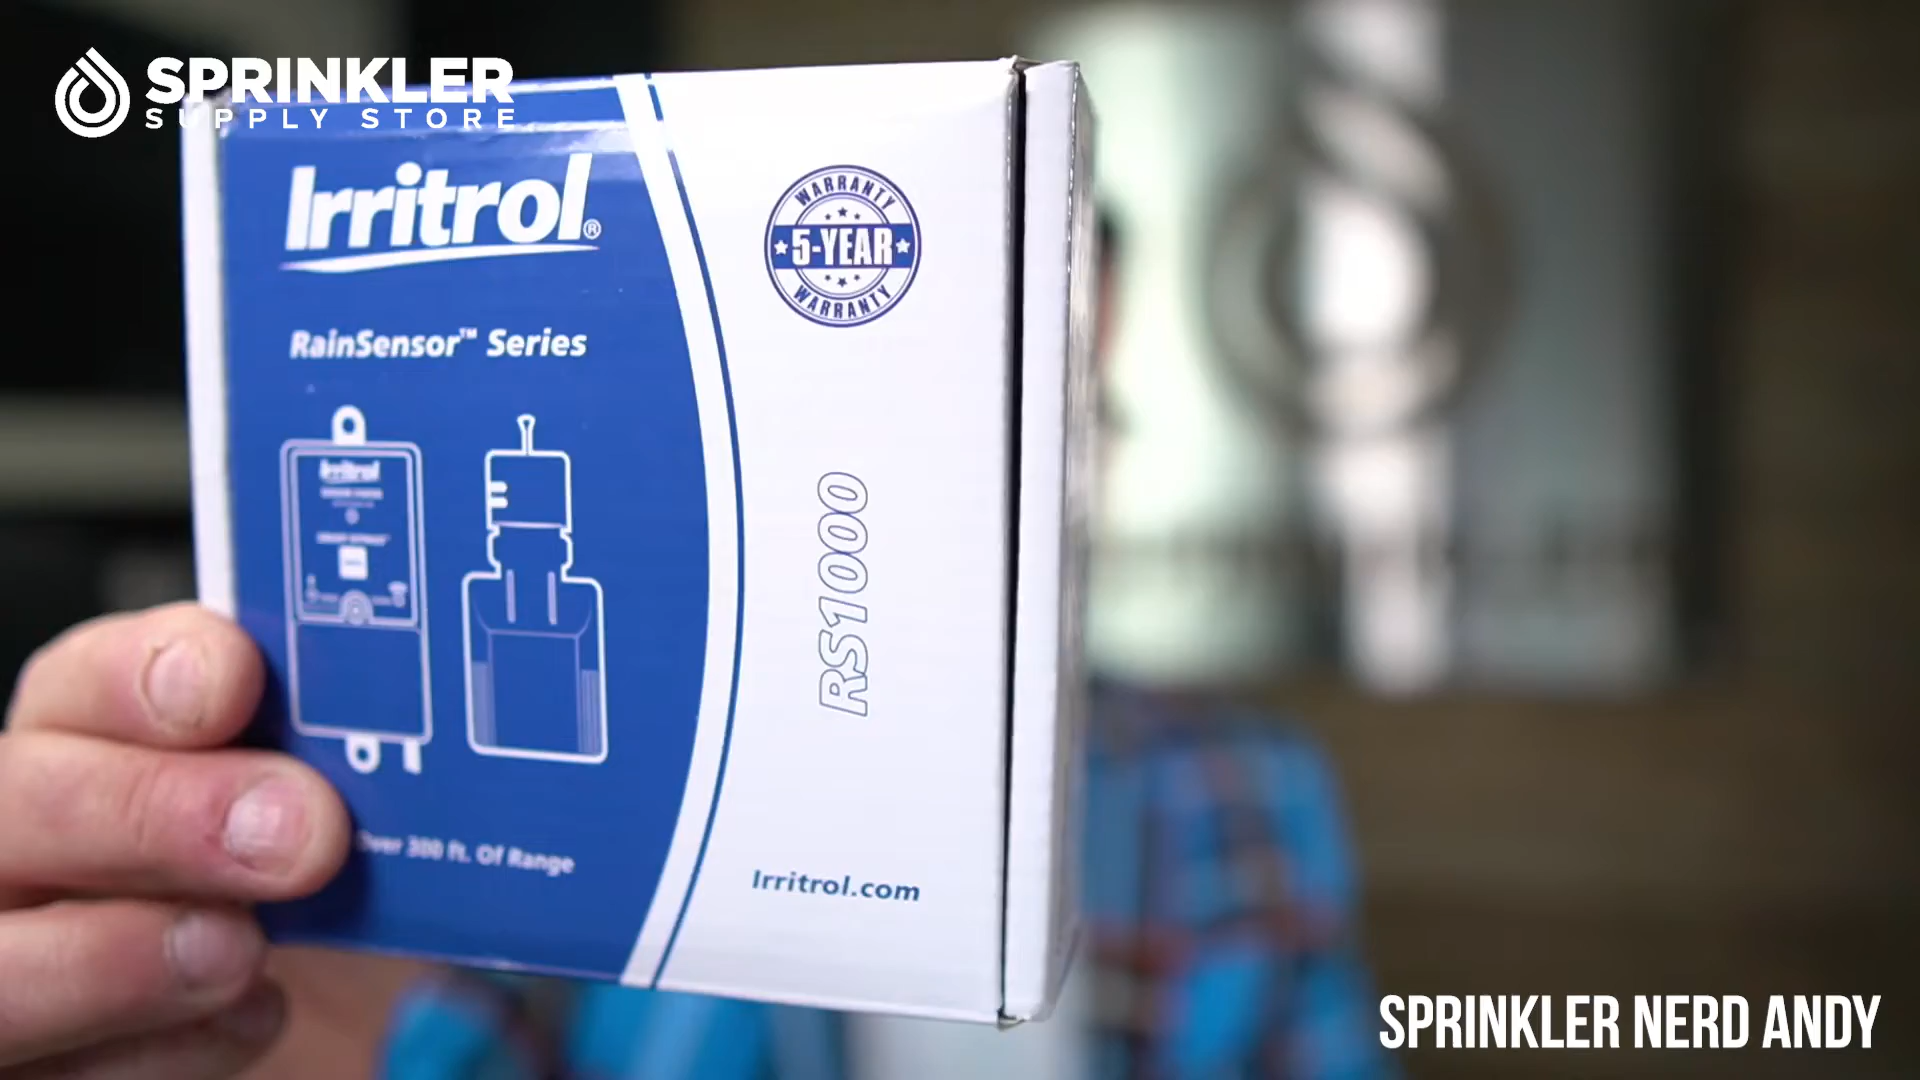 SPRINKLER
SUPPLY STORE
Irritrol®
RainSensor™ Series
WARRANTY
5-YEAR
WARRANTY
RS1000
Irritrol
Over 300 ft. Of Range
Irritrol.com
SPRINKLER NERD ANDY